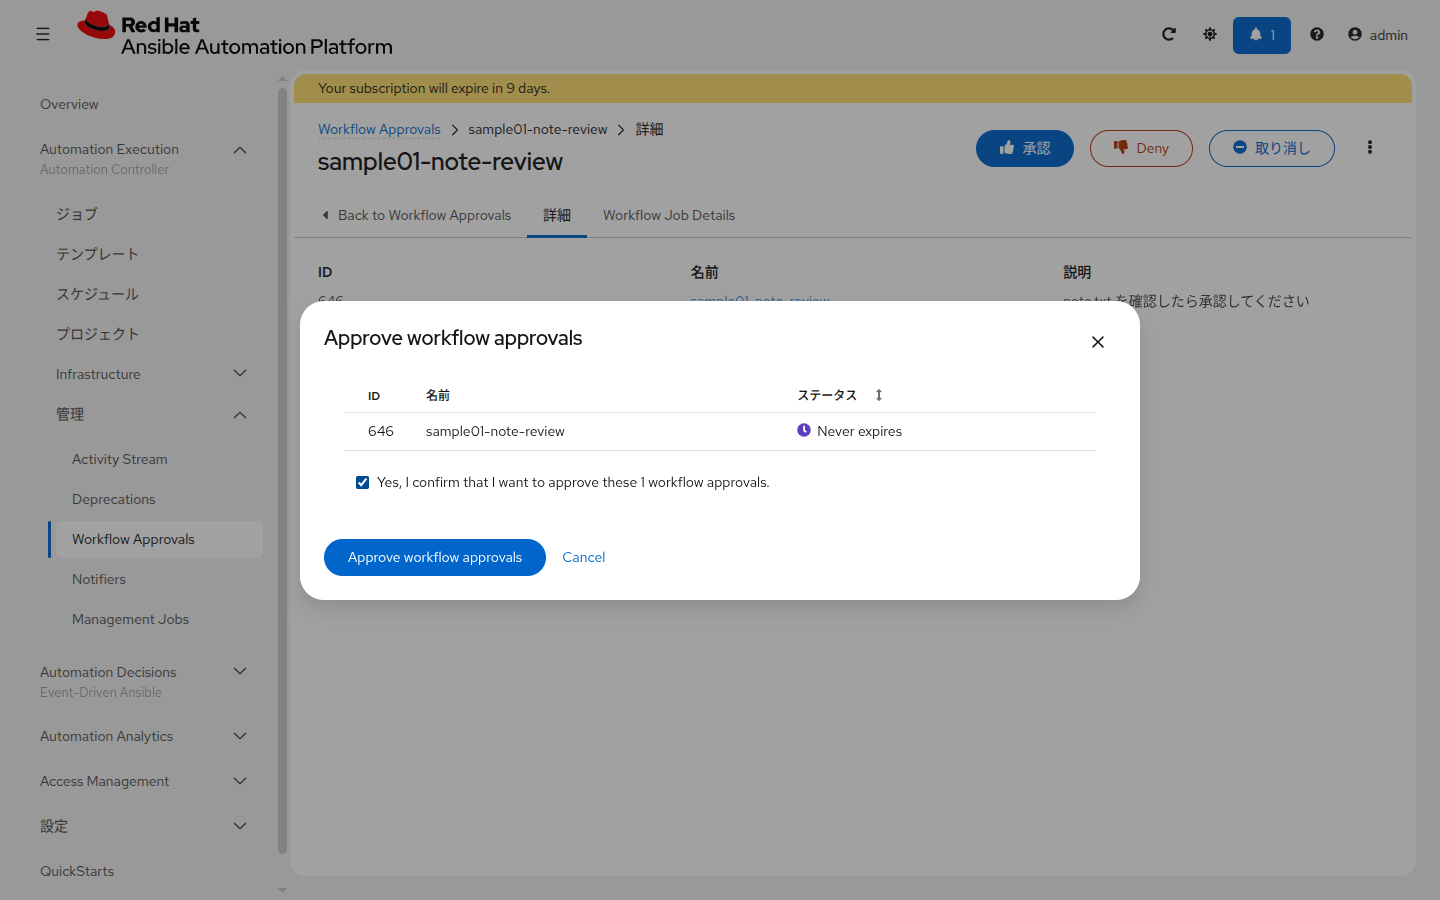 Red Hat
Ansible Automation Platform
1
admin
Overview
Automation Execution
Automation Controller
ジョブ
テンプレート
スケジュール
プロジェクト
Infrastructure
管理
Activity Stream
Deprecations
Workflow Approvals
Notifiers
Management Jobs
Automation Decisions
Event-Driven Ansible
Automation Analytics
Access Management
設定
QuickStarts
Your subscription will expire in 9 days.
Workflow Approvals > sample01-note-review > 詳細
sample01-note-review
承認
Deny
取り消し
Back to Workflow Approvals
詳細
Workflow Job Details
ID 名前 説明
646 sample01-note-review note.txt を確認したら承認してください
Approve workflow approvals
ID 名前 ステータス
646 sample01-note-review Never expires
Yes, I confirm that I want to approve these 1 workflow approvals.
Approve workflow approvals Cancel